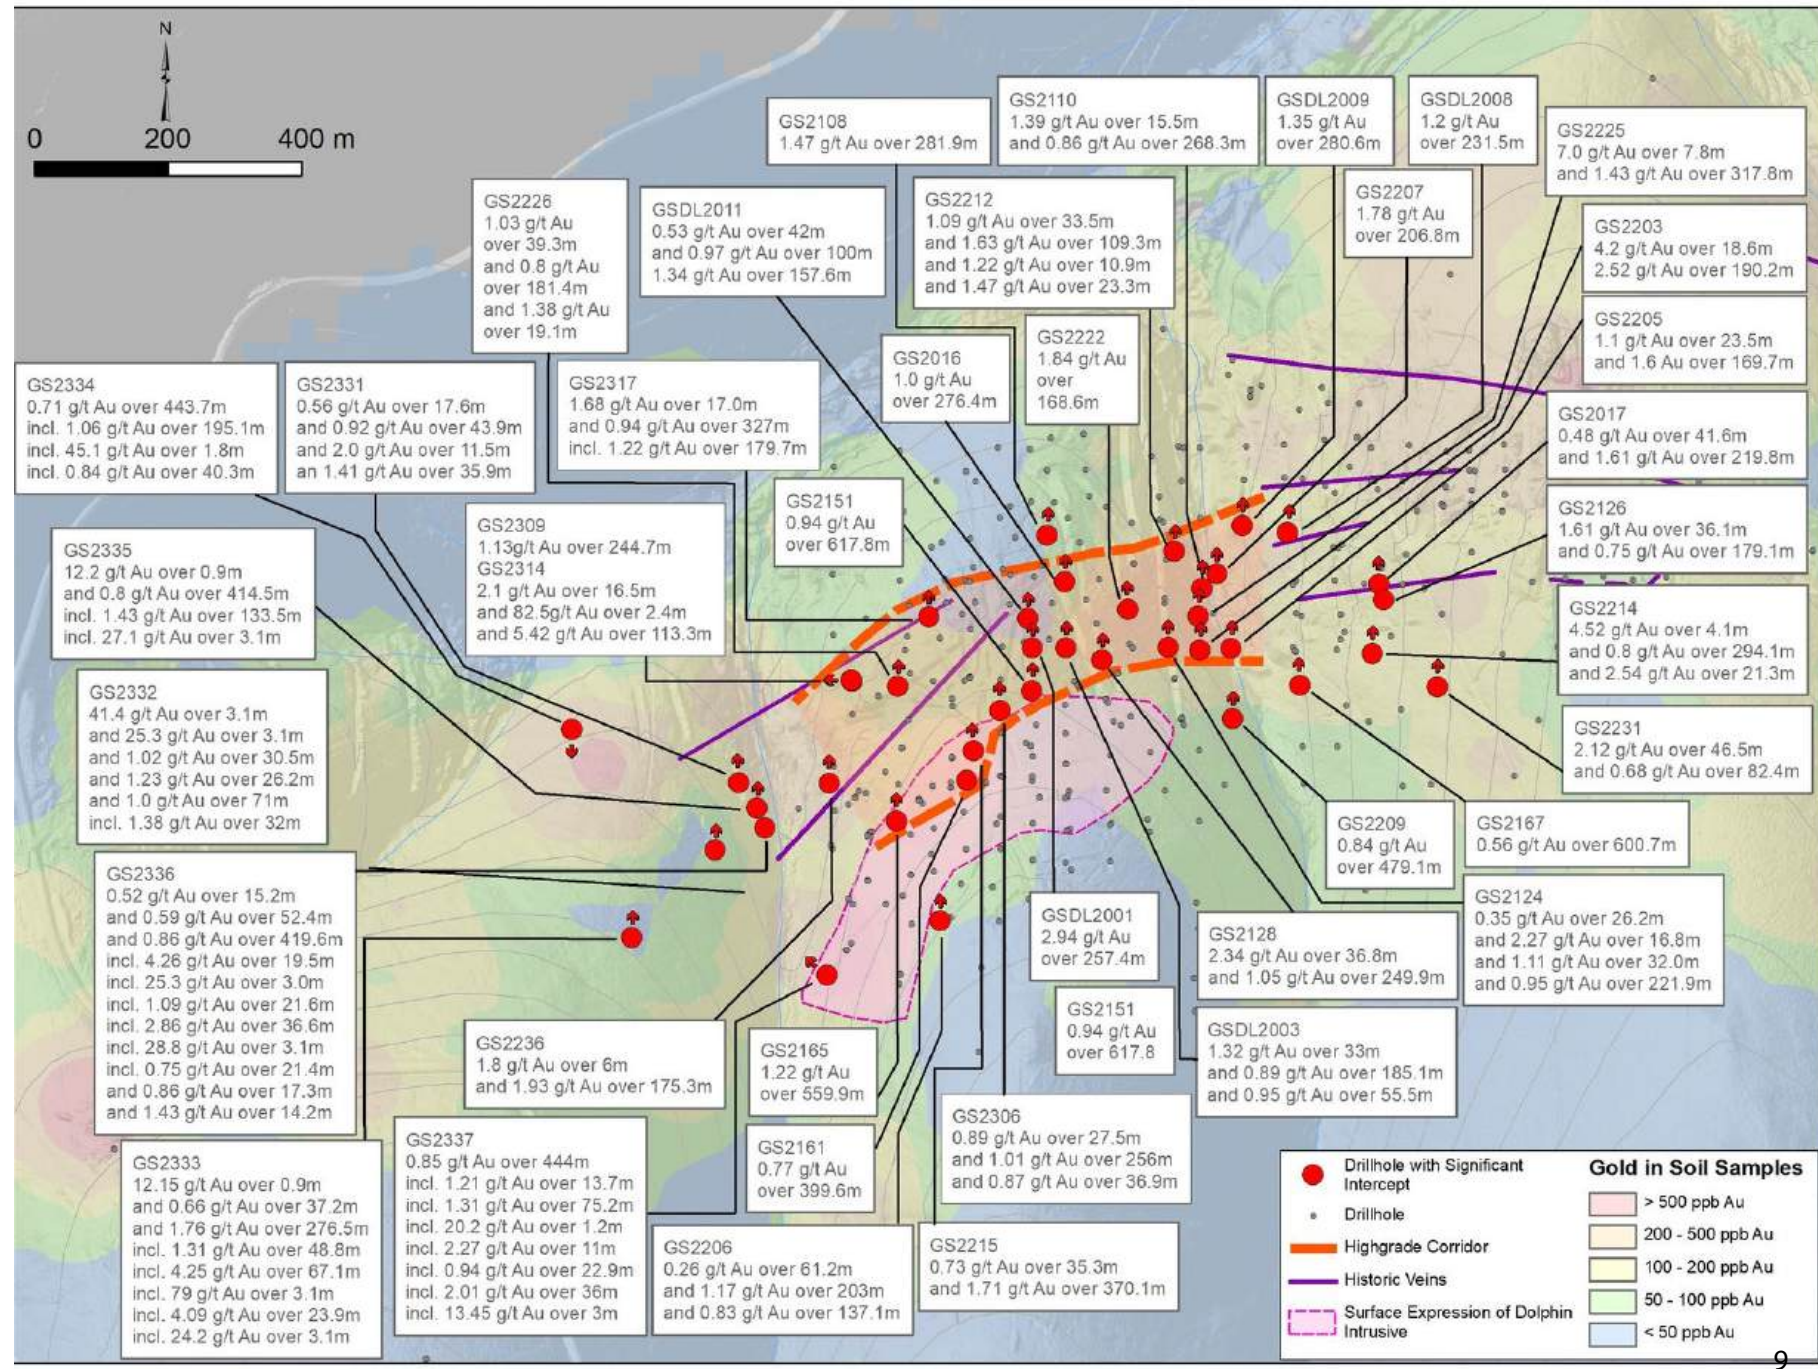 N
0 200 400 m
GS2108
1.47 g/t Au over 281.9m
GS2110
1.39 g/t Au over 15.5m
and 0.86 g/t Au over 268.3m
GSDL2009
1.35 g/t Au
over 280.6m
GSDL2008
1.2 g/t Au
over 231.5m
GS2225
7.0 g/t Au over 7.8m
and 1.43 g/t Au over 317.8m
GS2226
1.03 g/t Au
over 39.3m
and 0.8 g/t Au
over 181.4m
and 1.38 g/t Au
over 19.1m
GSDL2011
0.53 g/t Au over 42m
and 0.97 g/t Au over 100m
1.34 g/t Au over 157.6m
GS2212
1.09 g/t Au over 33.5m
and 1.63 g/t Au over 109.3m
and 1.22 g/t Au over 10.9m
and 1.47 g/t Au over 23.3m
GS2207
1.78 g/t Au
over 206.8m
GS2203
4.2 g/t Au over 18.6m
2.52 g/t Au over 190.2m
GS2205
1.1 g/t Au over 23.5m
and 1.6 g/t Au over 169.7m
GS2016
1.0 g/t Au
over 276.4m
GS2222
1.84 g/t Au
over
168.6m
GS2334
0.71 g/t Au over 443.7m
incl. 1.06 g/t Au over 195.1m
incl. 45.1 g/t Au over 1.8m
incl. 0.84 g/t Au over 40.3m
GS2331
0.56 g/t Au over 17.6m
and 0.92 g/t Au over 43.9m
and 2.0 g/t Au over 11.5m
an 1.41 g/t Au over 35.9m
GS2317
1.68 g/t Au over 17.0m
and 0.94 g/t Au over 327m
incl. 1.22 g/t Au over 179.7m
GS2017
0.48 g/t Au over 41.6m
and 1.61 g/t Au over 219.8m
GS2151
0.94 g/t Au
over 617.8m
GS2126
1.61 g/t Au over 36.1m
and 0.75 g/t Au over 179.1m
GS2309
1.13g/t Au over 244.7m
GS2314
2.1 g/t Au over 16.5m
and 82.5g/t Au over 2.4m
and 5.42 g/t Au over 113.3m
GS2335
12.2 g/t Au over 0.9m
and 0.8 g/t Au over 414.5m
incl. 1.43 g/t Au over 133.5m
incl. 27.1 g/t Au over 3.1m
GS2214
4.52 g/t Au over 4.1m
and 0.8 g/t Au over 294.1m
and 2.54 g/t Au over 21.3m
GS2332
41.4 g/t Au over 3.1m
and 25.3 g/t Au over 3.1m
and 1.02 g/t Au over 30.5m
and 1.23 g/t Au over 26.2m
and 1.0 g/t Au over 71m
incl. 1.38 g/t Au over 32m
GS2231
2.12 g/t Au over 46.5m
and 0.68 g/t Au over 82.4m
GS2209
0.84 g/t Au
over 479.1m
GS2167
0.56 g/t Au over 600.7m
GS2336
0.52 g/t Au over 15.2m
and 0.59 g/t Au over 52.4m
and 0.86 g/t Au over 419.6m
incl. 4.26 g/t Au over 19.5m
incl. 25.3 g/t Au over 3.0m
incl. 1.09 g/t Au over 21.6m
incl. 2.86 g/t Au over 36.6m
incl. 28.8 g/t Au over 3.1m
incl. 0.75 g/t Au over 21.4m
and 0.86 g/t Au over 17.3m
and 1.43 g/t Au over 14.2m
GSDL2001
2.94 g/t Au
over 257.4m
GS2128
2.34 g/t Au over 36.8m
and 1.05 g/t Au over 249.9m
GS2124
0.35 g/t Au over 26.2m
and 2.27 g/t Au over 16.8m
and 1.11 g/t Au over 32.0m
and 0.95 g/t Au over 221.9m
GS2151
0.94 g/t Au
over 617.8
GSDL2003
1.32 g/t Au over 33m
and 0.89 g/t Au over 185.1m
and 0.95 g/t Au over 55.5m
GS2236
1.8 g/t Au over 6m
and 1.93 g/t Au over 175.3m
GS2165
1.22 g/t Au
over 559.9m
GS2161
0.77 g/t Au
over 399.6m
GS2306
0.89 g/t Au over 27.5m
and 1.01 g/t Au over 256m
and 0.87 g/t Au over 36.9m
GS2333
12.15 g/t Au over 0.9m
and 0.66 g/t Au over 37.2m
and 1.76 g/t Au over 276.5m
incl. 1.31 g/t Au over 48.8m
incl. 4.25 g/t Au over 67.1m
incl. 79 g/t Au over 3.1m
incl. 4.09 g/t Au over 23.9m
incl. 24.2 g/t Au over 3.1m
GS2337
0.85 g/t Au over 444m
incl. 1.21 g/t Au over 13.7m
incl. 1.31 g/t Au over 75.2m
incl. 20.2 g/t Au over 1.2m
incl. 2.27 g/t Au over 11m
incl. 0.94 g/t Au over 22.9m
incl. 2.01 g/t Au over 36m
incl. 13.45 g/t Au over 3m
GS2206
0.26 g/t Au over 61.2m
and 1.17 g/t Au over 203m
and 0.83 g/t Au over 137.1m
GS2215
0.73 g/t Au over 35.3m
and 1.71 g/t Au over 370.1m
Drillhole with Significant
Intercept
Drillhole
Highgrade Corridor
Historic Veins
Surface Expression of Dolphin
Intrusive
Gold in Soil Samples
> 500 ppb Au
200 - 500 ppb Au
100 - 200 ppb Au
50 - 100 ppb Au
< 50 ppb Au
9